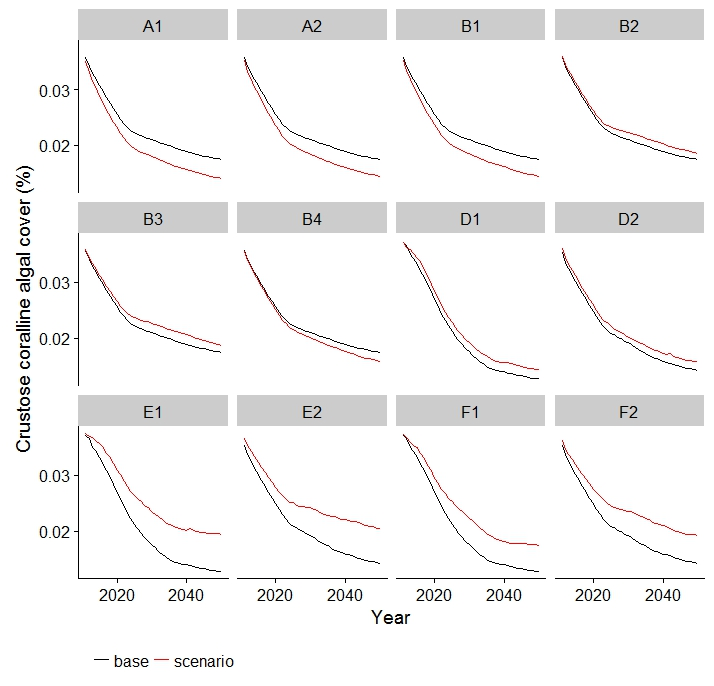 A1 A2 B1 B2
0.03
0.02
B3 B4 D1 D2
0.03
0.02
E1 E2 F1 F2
0.03
0.02
Crustose coralline algal cover (%)
2020 2040 2020 2040 2020 2040 2020 2040
Year
base scenario